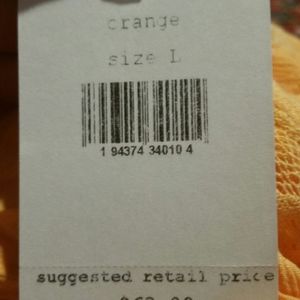 orange
size L
1 94374 34010 4
suggested retail price